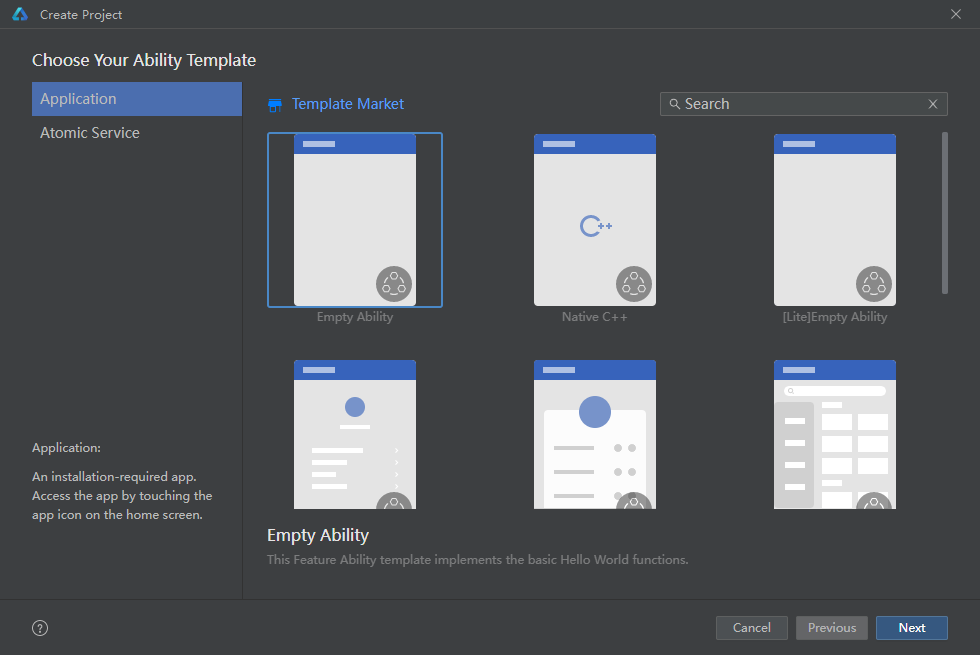 Create Project
Choose Your Ability Template
Application
Atomic Service
Template Market
Search
C++
Empty Ability
Native C++
[Lite]Empty Ability
Application:
An installation-required app.
Access the app by touching the
app icon on the home screen.
Empty Ability
This Feature Ability template implements the basic Hello World functions.
?
Cancel
Previous
Next